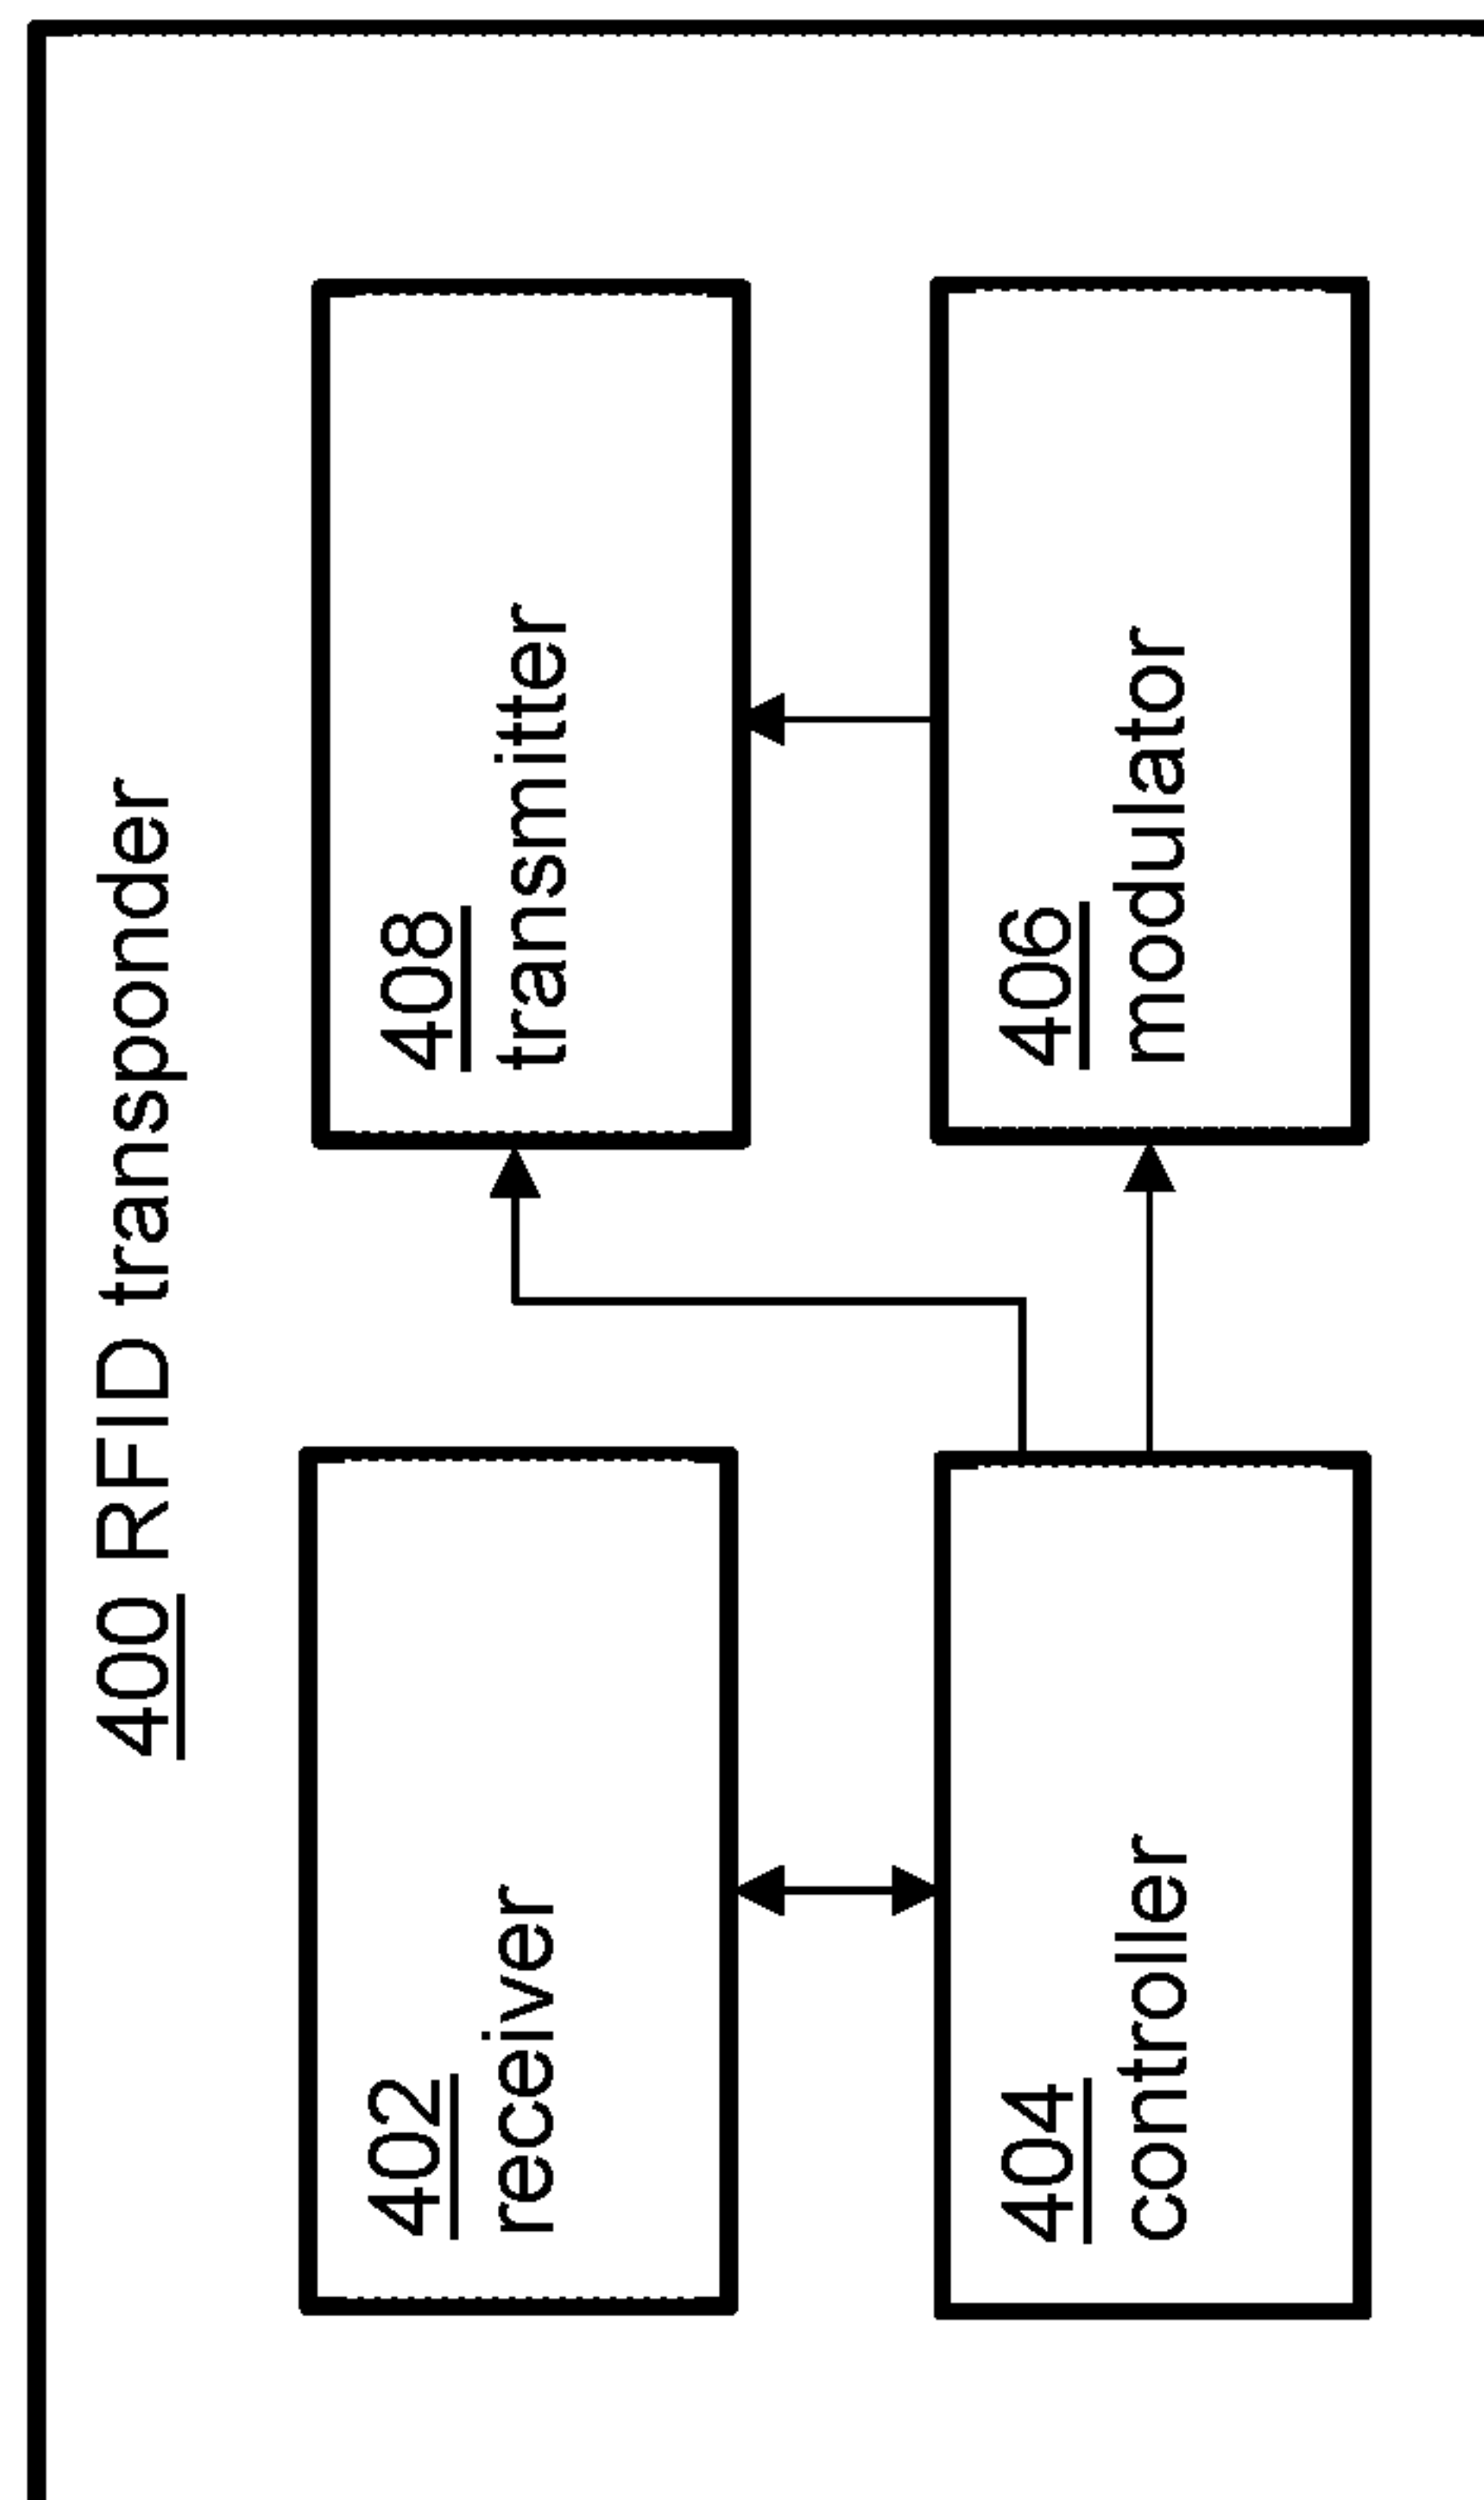 400 RFID transponder
402
receiver
408
transmitter
404
controller
406
modulator